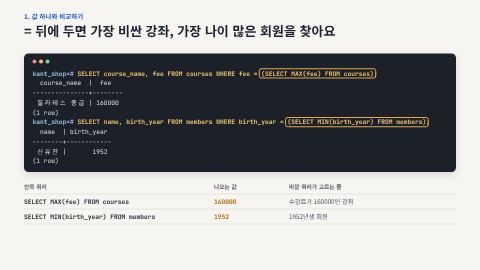 1. 값 하나와 비교하기
= 뒤에 두면 가장 비싼 강좌, 가장 나이 많은 회원을 찾아요
kant_shop=# SELECT course_name, fee FROM courses WHERE fee = (SELECT MAX(fee) FROM courses)
course_name | fee
---------------+--------
필라테스 중급 | 160000
(1 row)
kant_shop=# SELECT name, birth_year FROM members WHERE birth_year = (SELECT MIN(birth_year) FROM members)
name | birth_year
--------+------------
신유찬 | 1952
(1 row)
안쪽 쿼리 나오는 값 바깥 쿼리가 고르는 줄
SELECT MAX(fee) FROM courses 160000 수강료가 160000인 강좌
SELECT MIN(birth_year) FROM members 1952 1952년생 회원